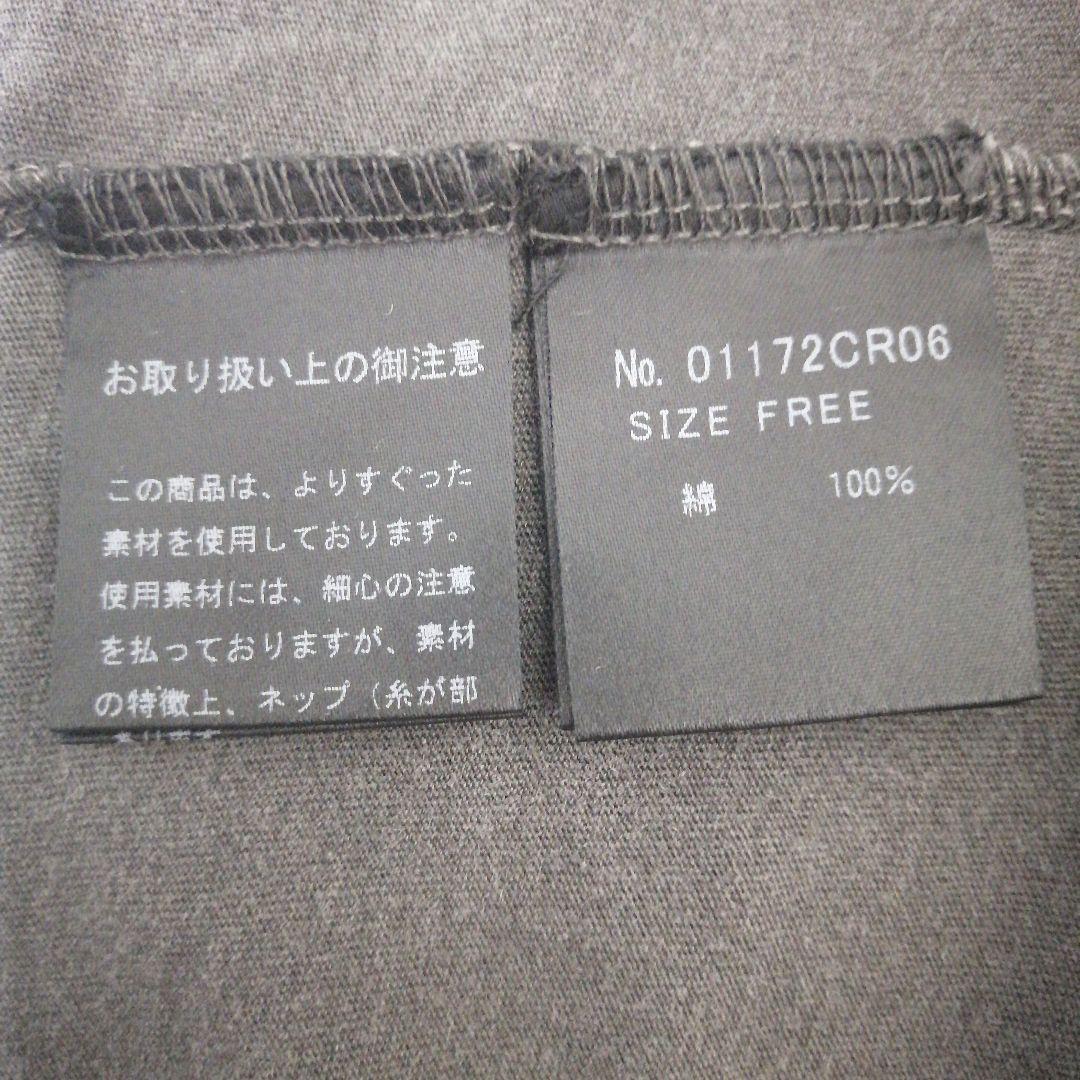 お取り扱い上の御注意
この商品は、よりすぐった
素材を使用しております。
使用素材には、細心の注意
を払っておりますが、素材
の特徴上、ネップ（糸が部
No. 01172CR06
SIZE FREE
綿 100%